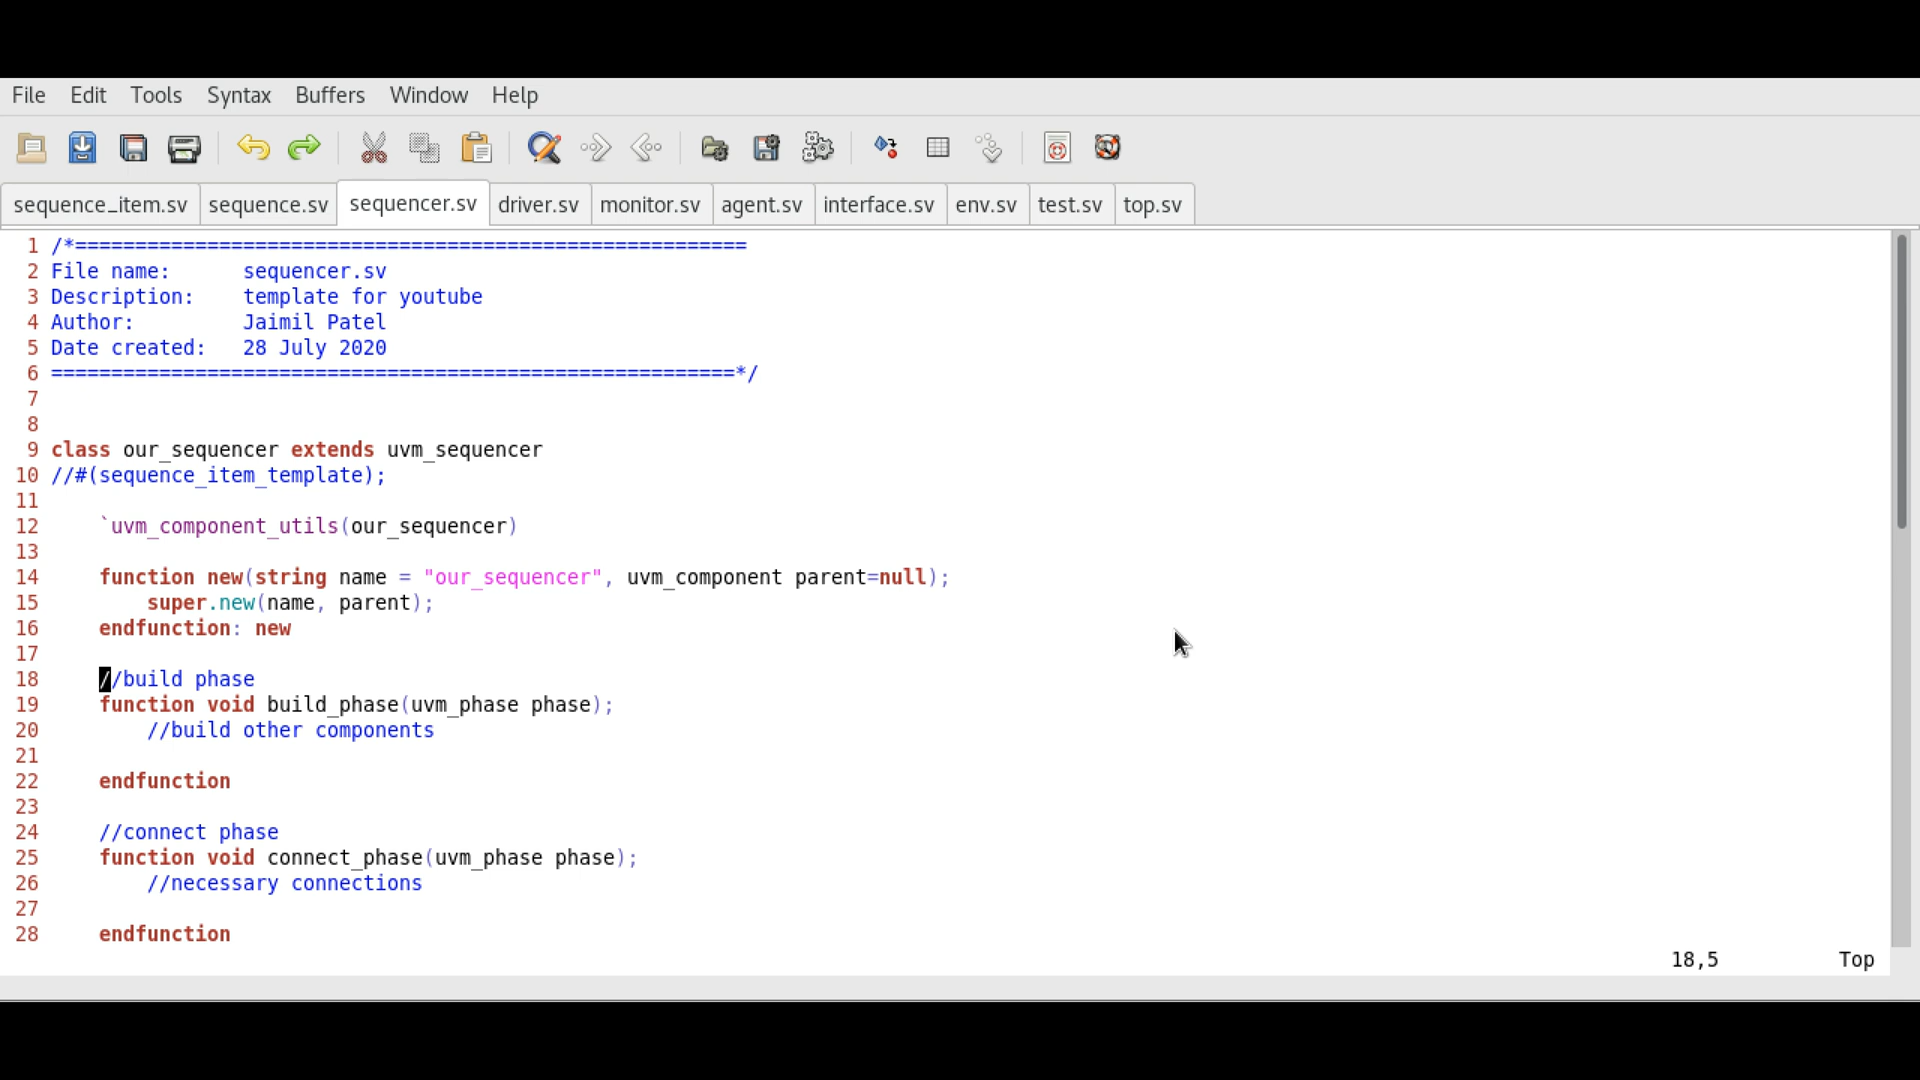 File Edit Tools Syntax Buffers Window Help
sequence_item.sv sequence.sv sequencer.sv driver.sv monitor.sv agent.sv interface.sv env.sv test.sv top.sv
1 /*========================================================
2 File name:      sequencer.sv
3 Description:    template for youtube
4 Author:         Jaimil Patel
5 Date created:   28 July 2020
6 =========================================================*/
7
8
9 class our_sequencer extends uvm_sequencer
10 //#(sequence_item_template);
11
12     `uvm_component_utils(our_sequencer)
13
14     function new(string name = "our_sequencer", uvm_component parent=null);
15         super.new(name, parent);
16     endfunction: new
17
18     //build phase
19     function void build_phase(uvm_phase phase);
20         //build other components
21
22     endfunction
23
24     //connect phase
25     function void connect_phase(uvm_phase phase);
26         //necessary connections
27
28     endfunction
18,5 Top